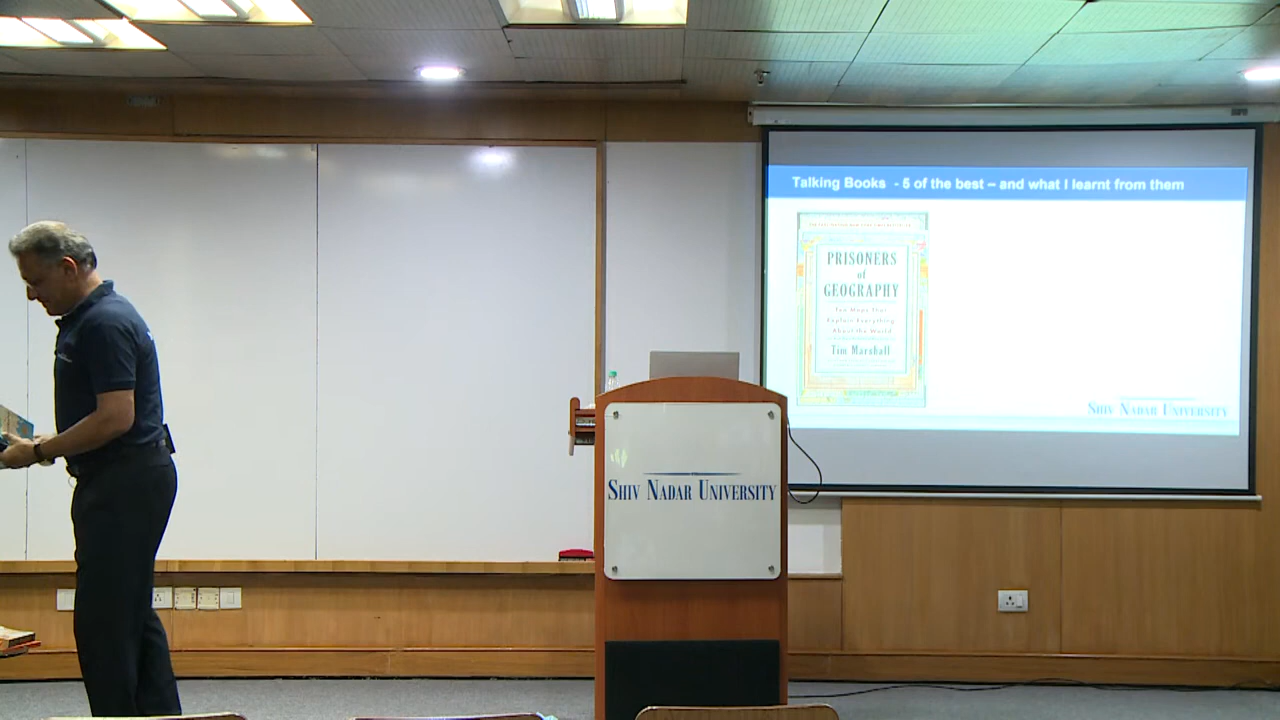 Talking Books - 5 of the best – and what I learnt from them
PRISONERS
of
GEOGRAPHY
Ten Maps That
Explain Everything
About the World
Tim Marshall
SHIV NADAR UNIVERSITY
SHIV NADAR UNIVERSITY